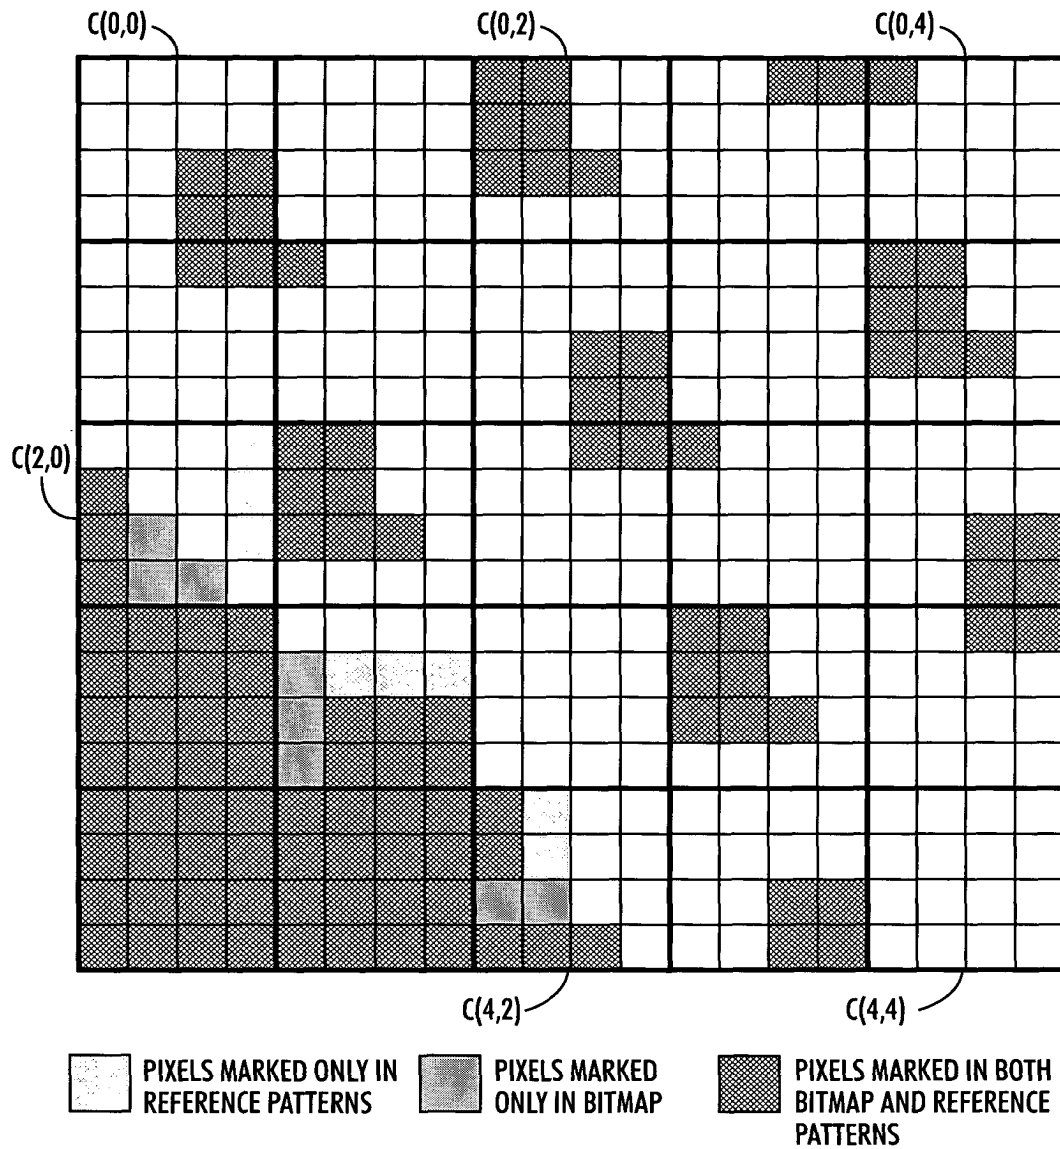 C(0,0)
C(0,2)
C(0,4)
C(2,0)
C(4,2)
C(4,4)
PIXELS MARKED ONLY IN
REFERENCE PATTERNS
PIXELS MARKED
ONLY IN BITMAP
PIXELS MARKED IN BOTH
BITMAP AND REFERENCE
PATTERNS